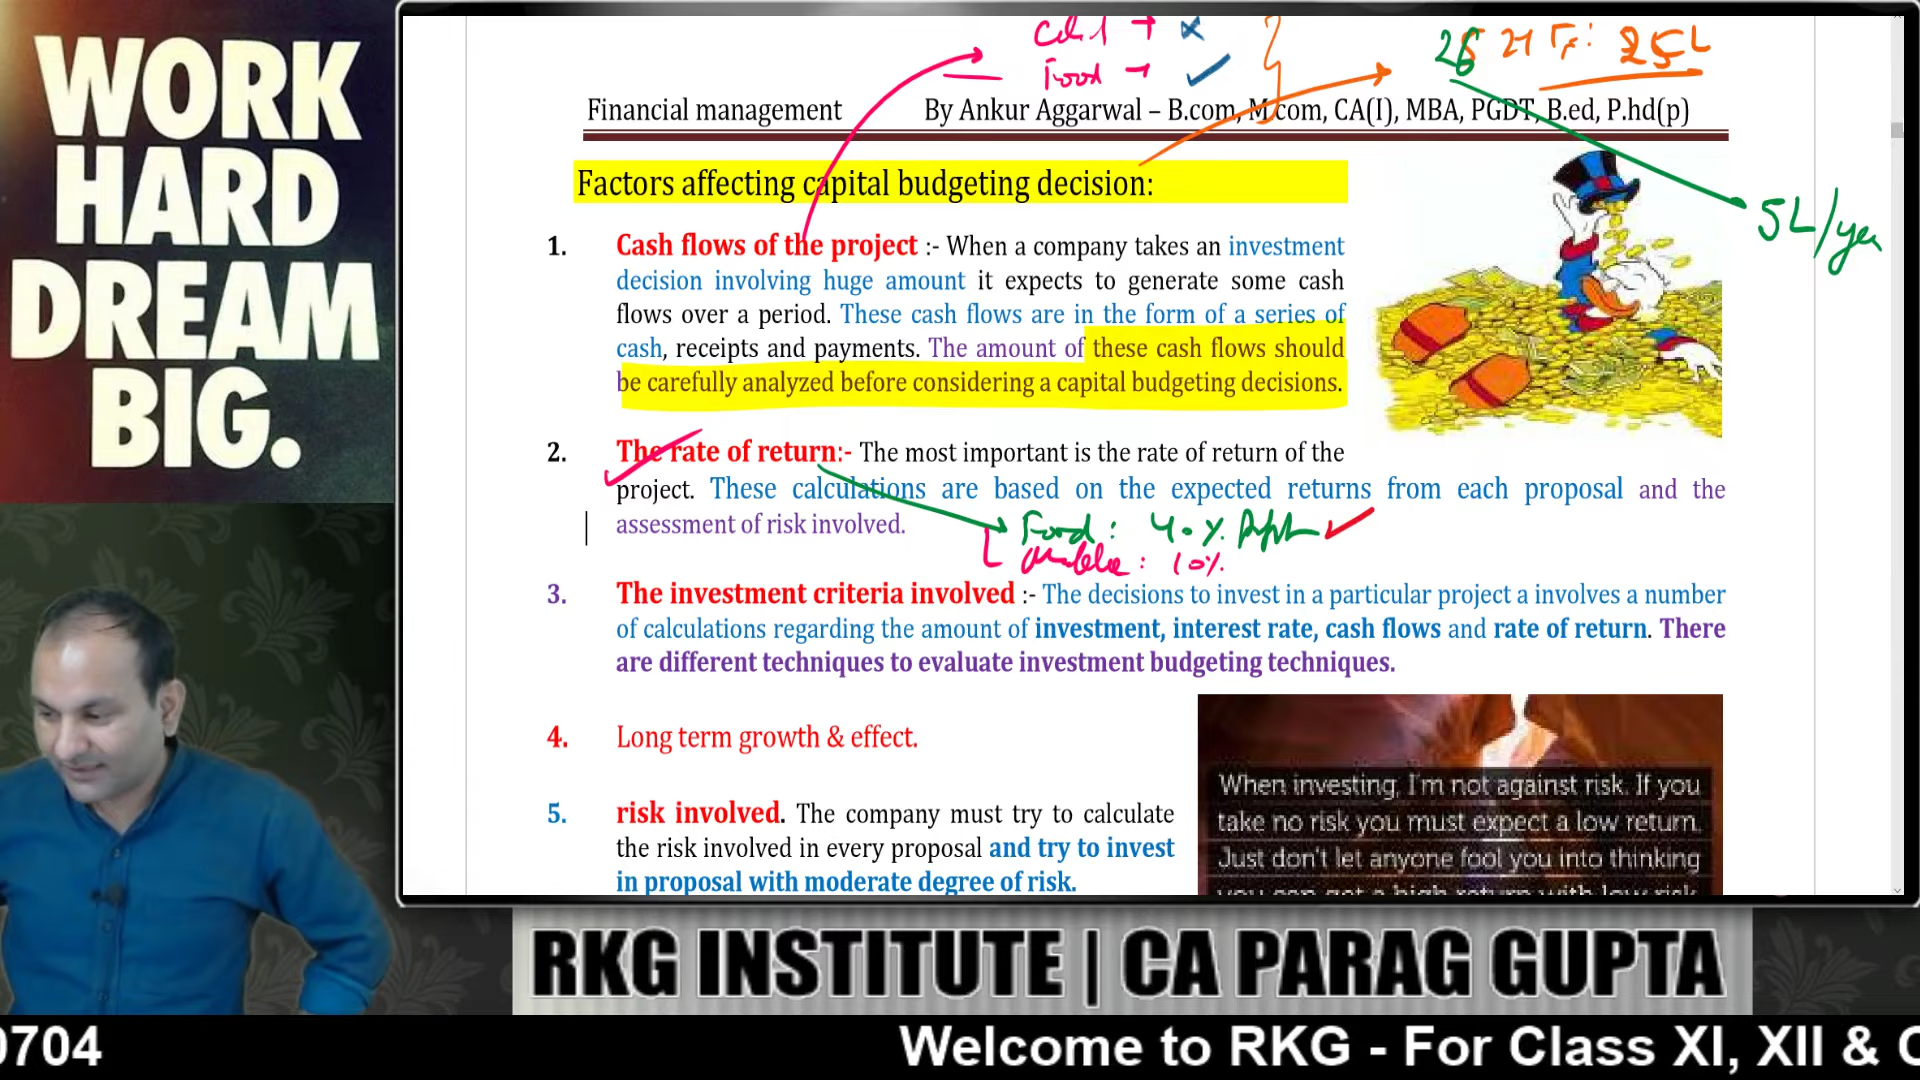 WORK
HARD
DREAM
BIG.
Food →
26 25L
Financial management By Ankur Aggarwal – B.com, M.com, CA(I), MBA, PGDT, B.ed, P.hd(p)
Factors affecting capital budgeting decision:
5L/year
1. Cash flows of the project :- When a company takes an investment
decision involving huge amount it expects to generate some cash
flows over a period. These cash flows are in the form of a series of
cash, receipts and payments. The amount of these cash flows should
be carefully analyzed before considering a capital budgeting decisions.
2. The rate of return:- The most important is the rate of return of the
project. These calculations are based on the expected returns from each proposal and the
assessment of risk involved.
Food : 40%
: 10%
3. The investment criteria involved :- The decisions to invest in a particular project a involves a number
of calculations regarding the amount of investment, interest rate, cash flows and rate of return. There
are different techniques to evaluate investment budgeting techniques.
4. Long term growth & effect.
5. risk involved. The company must try to calculate
the risk involved in every proposal and try to invest
in proposal with moderate degree of risk.
When investing, I'm not against risk. If you
take no risk you must expect a low return.
Just don't let anyone fool you into thinking
you can get a high return with low risk
RKG INSTITUTE | CA PARAG GUPTA
0704 Welcome to RKG - For Class XI, XII & C